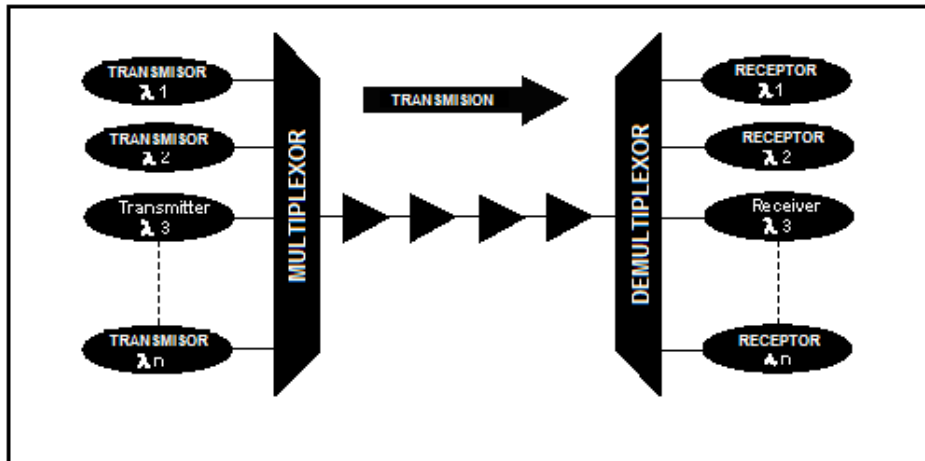 TRANSMISOR
λ 1
TRANSMISOR
λ 2
Transmitter
λ 3
TRANSMISOR
λ n
MULTIPLEXOR
TRANSMISION
DEMULTIPLEXOR
RECEPTOR
λ 1
RECEPTOR
λ 2
Receiver
λ 3
RECEPTOR
λ n